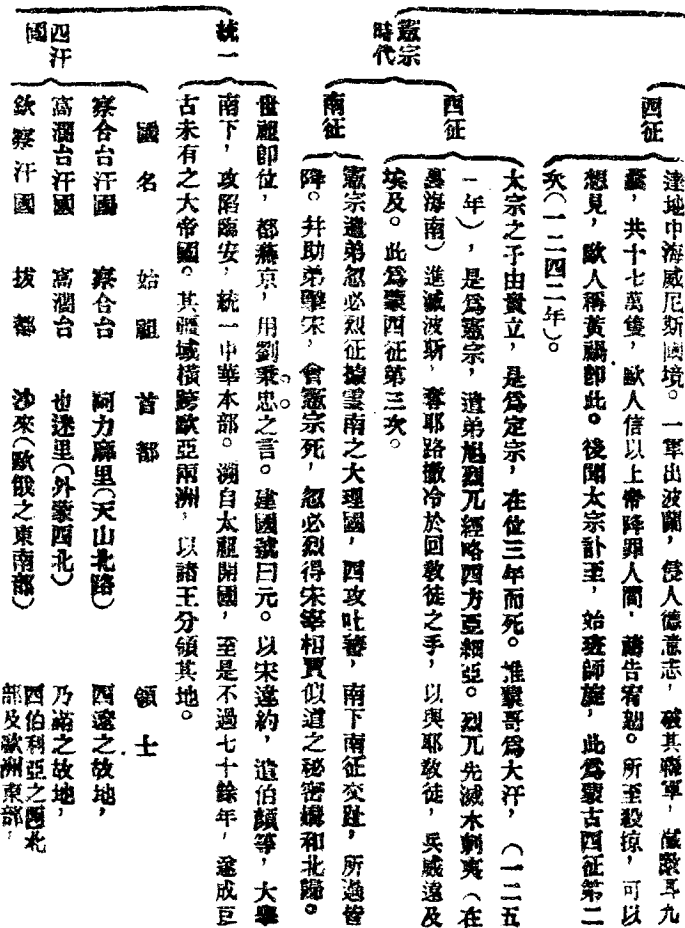 西征
達地中海威尼斯國境。一軍出波蘭，侵入德意志，破其聯軍，馘敵耳九
囊，共十七萬隻，歐人信以上帝降罪人間，禱告宥詘。所至殺掠，可以
想見，歐人稱黃禍卽此。後聞太宗訃至，始班師旋，此爲蒙古西征第二
次（一二四二年）。
憲宗時代
西征
太宗之子由貴立，是爲定宗，在位三年而死。推蒙哥爲大汗，（一二五
一年），是爲憲宗，遣弟旭烈兀經略西方亞細亞。烈兀先滅木剌夷（在
裏海南）進滅波斯，奪耶路撒冷於回敎徒之手，以與耶敎徒，兵威遠及
埃及。此爲蒙西征第三次。
南征
憲宗遣弟忽必烈征據雲南之大理國，西攻吐蕃，南下南征交趾，所過皆
降。幷助弟擊宋，會憲宗死，忽必烈得宋宰相賈似道之秘密媾和北歸。
統一
世祖卽位，都燕京，用劉秉忠之言。建國號曰元。以宋違約，遣伯顏等，大舉
南下，攻陷臨安，統一中華本部。溯自太祖開國，至是不過七十餘年，遂成亘
古未有之大帝國。其疆域橫跨歐亞兩洲，以諸王分領其地。
四汗國
國名 始祖 首都 領土
察合台汗國 察合台 阿力麻里（天山北路） 西遼之故地，
窩濶台汗國 窩濶台 也迷里（外蒙西北） 乃蠻之故地，
欽察汗國 拔都 沙來（歐俄之東南部） 西伯利亞之西北
部及歐洲東部，